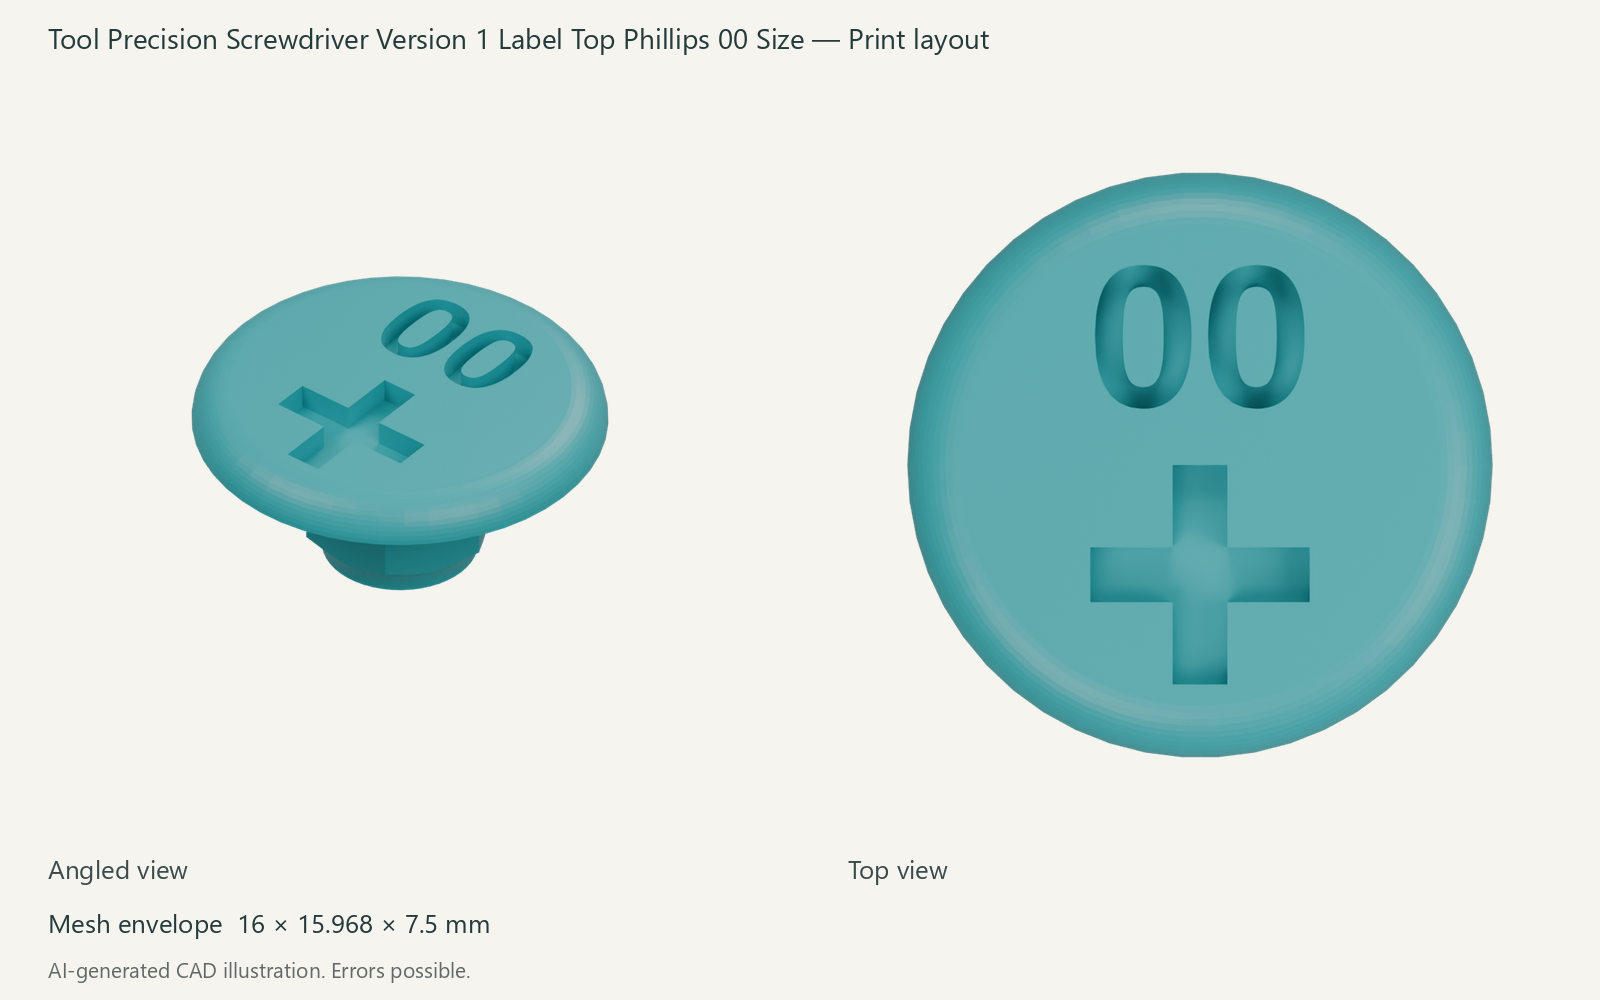 Tool Precision Screwdriver Version 1 Label Top Phillips 00 Size — Print layout
00
00
Angled view
Top view
Mesh envelope 16 × 15.968 × 7.5 mm
AI-generated CAD illustration. Errors possible.